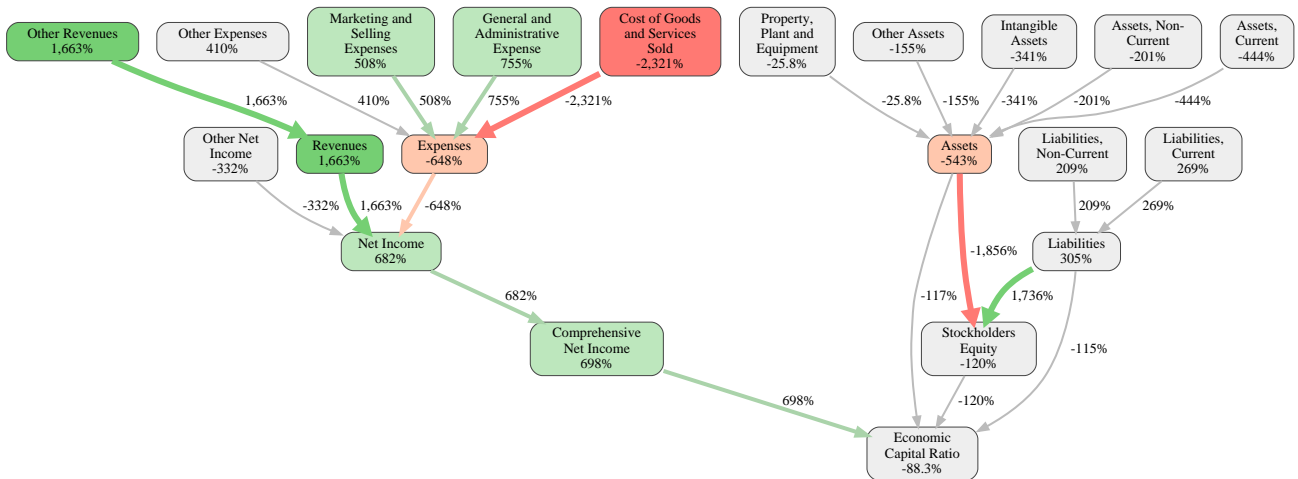 Other Revenues
1,663%
Other Expenses
410%
Marketing and
Selling
Expenses
508%
General and
Administrative
Expense
755%
Cost of Goods
and Services
Sold
-2,321%
Property,
Plant and
Equipment
-25.8%
Other Assets
-155%
Intangible
Assets
-341%
Assets, Non-
Current
-201%
Assets,
Current
-444%
1,663%
410%
508%
755%
-2,321%
-25.8%
-155%
-341%
-201%
-444%
Other Net
Income
-332%
Revenues
1,663%
Expenses
-648%
Assets
-543%
Liabilities,
Non-Current
209%
Liabilities,
Current
269%
-332%
1,663%
-648%
209%
269%
Net Income
682%
Liabilities
305%
-1,856%
682%
-117%
1,736%
Comprehensive
Net Income
698%
Stockholders
Equity
-120%
-115%
698%
-120%
Economic
Capital Ratio
-88.3%